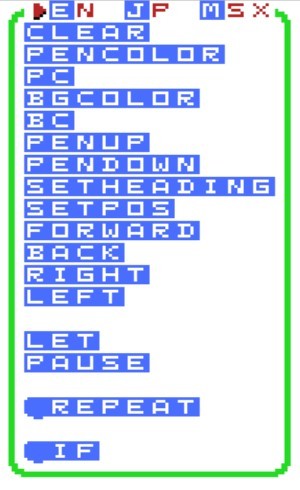 EN JP MSX
CLEAR
PENCOLOR
PC
BGCOLOR
BC
PENUP
PENDOWN
SETHEADING
SETPOS
FORWARD
BACK
RIGHT
LEFT
LET
PAUSE
REPEAT
IF